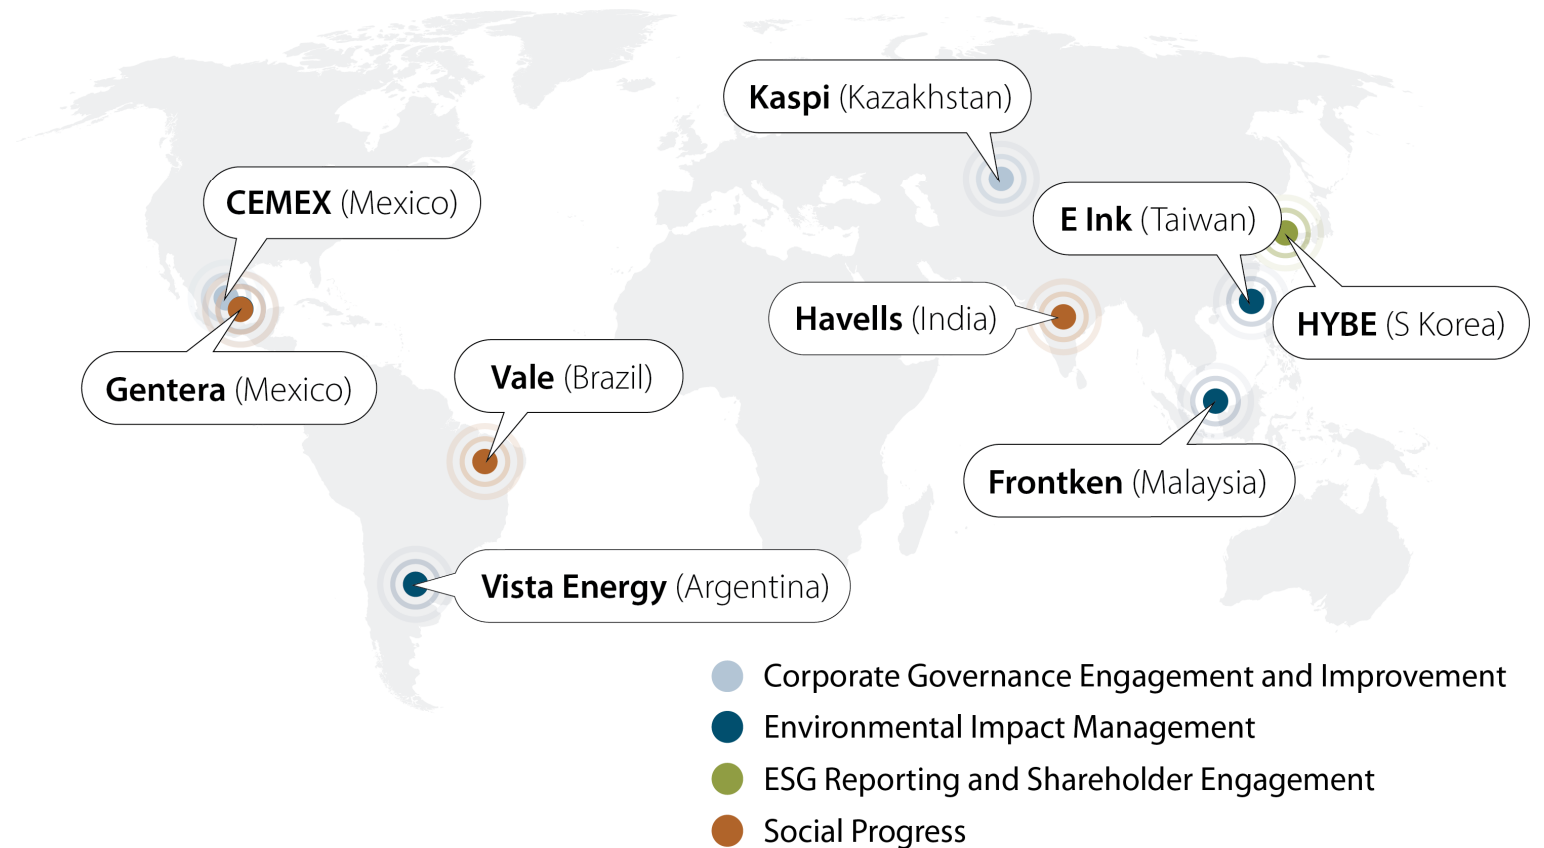 Kaspi (Kazakhstan)
CEMEX (Mexico)
E Ink (Taiwan)
Havells (India)
HYBE (S Korea)
Gentera (Mexico)
Vale (Brazil)
Frontken (Malaysia)
Vista Energy (Argentina)
Corporate Governance Engagement and Improvement
Environmental Impact Management
ESG Reporting and Shareholder Engagement
Social Progress